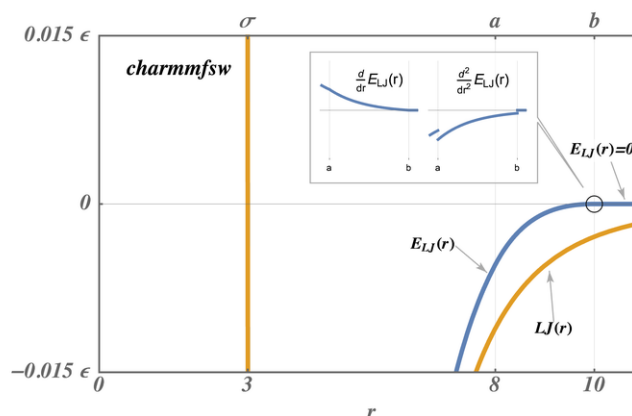 σ a b
0.015 ϵ
charmmfsw
d/dr E_LJ(r) d²/dr² E_LJ(r)
a b a b
E_LJ(r)=0
0
E_LJ(r)
LJ(r)
-0.015 ϵ
0 3 8 10
r